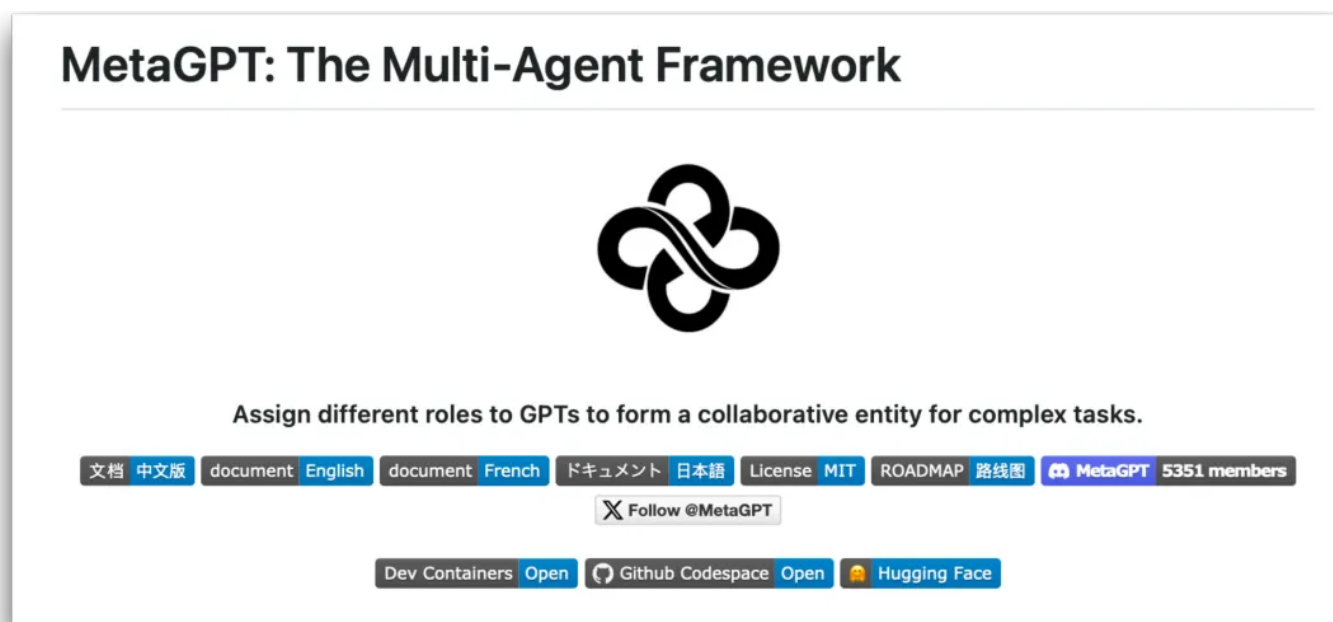 MetaGPT: The Multi-Agent Framework
Assign different roles to GPTs to form a collaborative entity for complex tasks.
文档 中文版 document English document French ドキュメント 日本語 License MIT ROADMAP 路线图 MetaGPT 5351 members
Follow @MetaGPT
Dev Containers Open Github Codespace Open Hugging Face